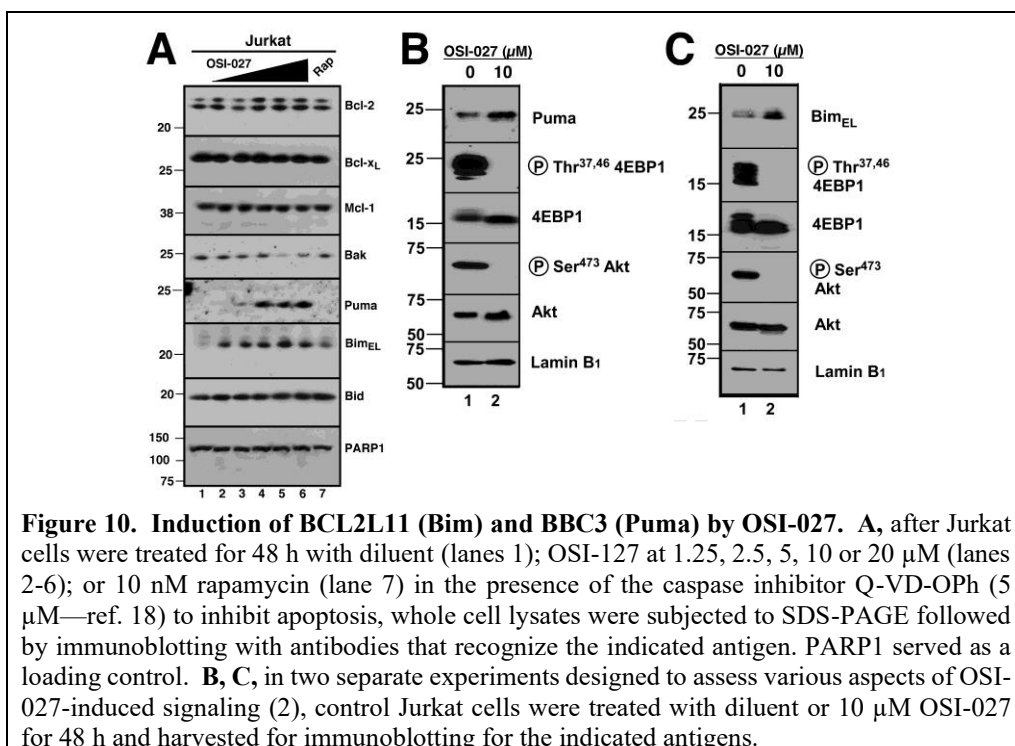 A
Jurkat
OSI-027
Rap
Bcl-2
20
Bcl-xL
25
Mcl-1
38
Bak
25
Puma
25
BimEL
20
Bid
20
PARP1
150
100
75
1 2 3 4 5 6 7
B
OSI-027 (µM)
0 10
25
Puma
25
Ⓟ Thr37,46 4EBP1
15
4EBP1
75
Ⓟ Ser473 Akt
75
Akt
50
75
Lamin B1
50
1 2
C
OSI-027 (µM)
0 10
25
BimEL
Ⓟ Thr37,46
15
4EBP1
15
4EBP1
75
Ⓟ Ser473
50
Akt
75
Akt
50
75
Lamin B1
1 2
Figure 10. Induction of BCL2L11 (Bim) and BBC3 (Puma) by OSI-027. A, after Jurkat
cells were treated for 48 h with diluent (lanes 1); OSI-127 at 1.25, 2.5, 5, 10 or 20 µM (lanes
2-6); or 10 nM rapamycin (lane 7) in the presence of the caspase inhibitor Q-VD-OPh (5
µM—ref. 18) to inhibit apoptosis, whole cell lysates were subjected to SDS-PAGE followed
by immunoblotting with antibodies that recognize the indicated antigen. PARP1 served as a
loading control. B, C, in two separate experiments designed to assess various aspects of OSI-
027-induced signaling (2), control Jurkat cells were treated with diluent or 10 µM OSI-027
for 48 h and harvested for immunoblotting for the indicated antigens.